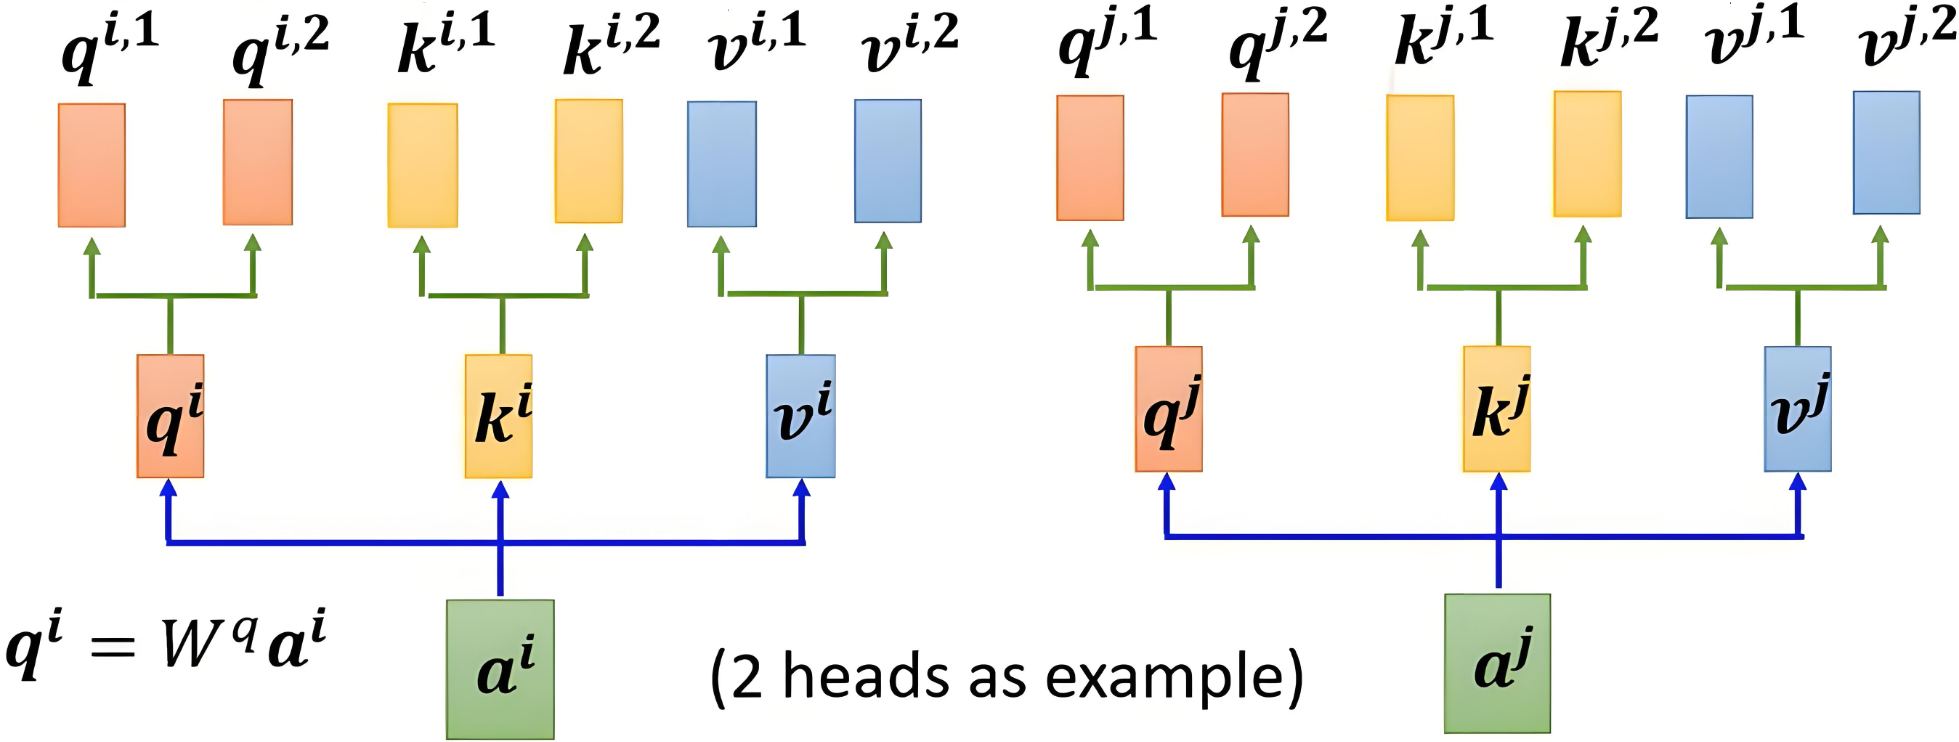 q^{i,1} q^{i,2} k^{i,1} k^{i,2} v^{i,1} v^{i,2} q^{j,1} q^{j,2} k^{j,1} k^{j,2} v^{j,1} v^{j,2}
q^i k^i v^i q^j k^j v^j
q^i = W^q a^i
a^i
(2 heads as example)
a^j